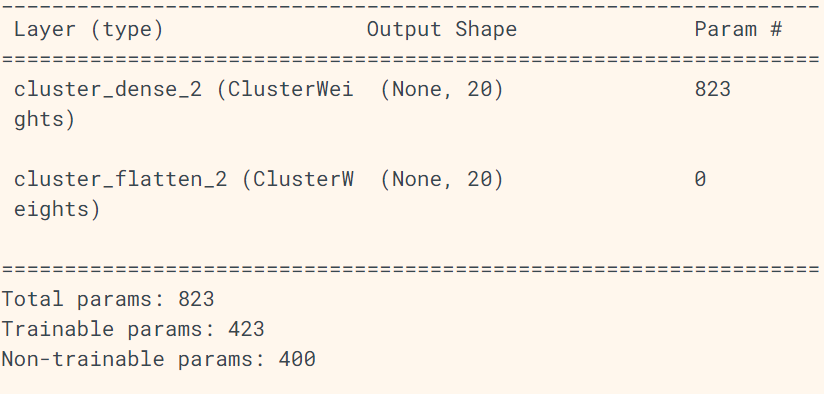 _________________________________________________________________
Layer (type)                Output Shape              Param #
=================================================================
cluster_dense_2 (ClusterWei  (None, 20)               823
ghts)
cluster_flatten_2 (ClusterW  (None, 20)               0
eights)
=================================================================
Total params: 823
Trainable params: 423
Non-trainable params: 400